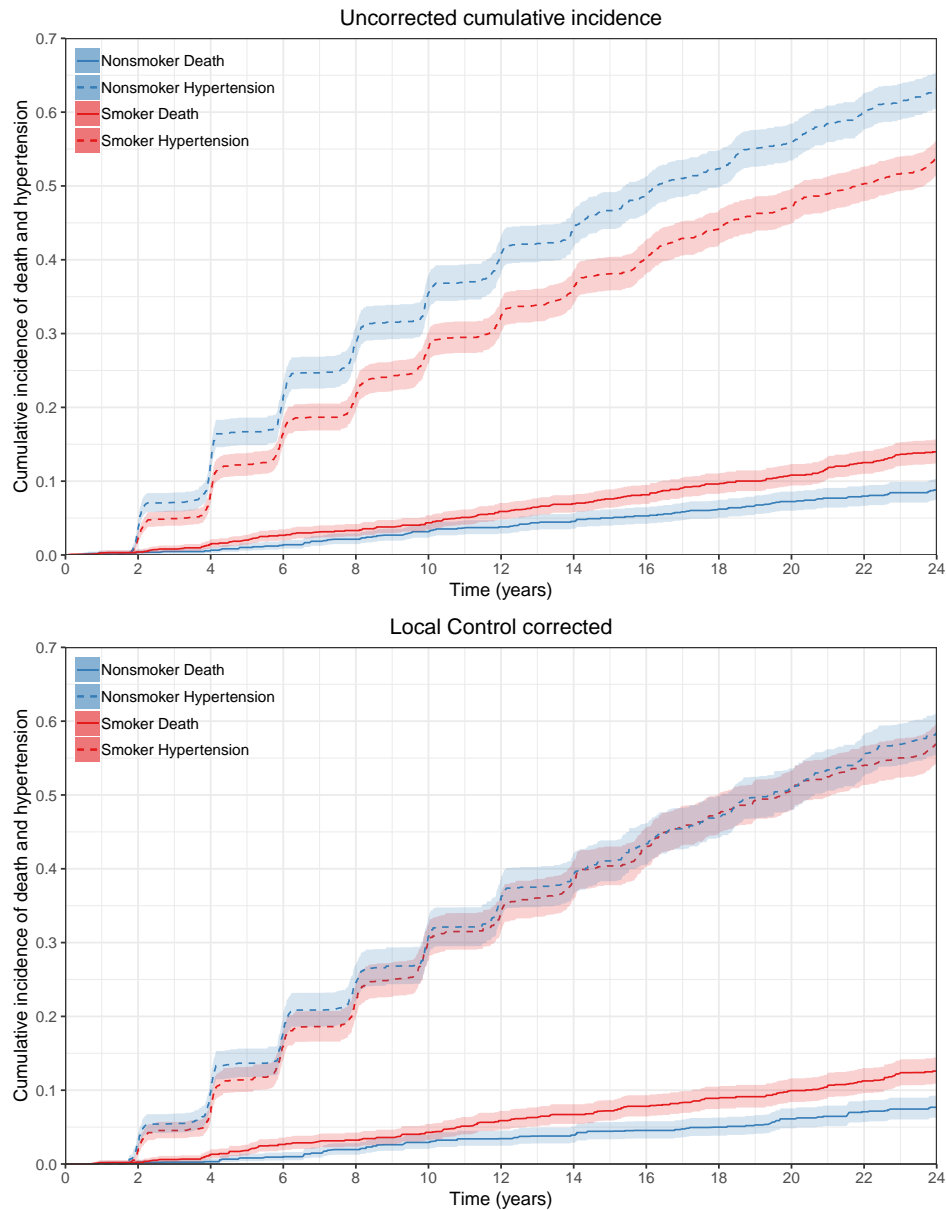 Uncorrected cumulative incidence
Cumulative incidence of death and hypertension
0.7
0.6
0.5
0.4
0.3
0.2
0.1
0.0
Nonsmoker Death
Nonsmoker Hypertension
Smoker Death
Smoker Hypertension
0 2 4 6 8 10 12 14 16 18 20 22 24
Time (years)
Local Control corrected
Cumulative incidence of death and hypertension
0.7
0.6
0.5
0.4
0.3
0.2
0.1
0.0
Nonsmoker Death
Nonsmoker Hypertension
Smoker Death
Smoker Hypertension
0 2 4 6 8 10 12 14 16 18 20 22 24
Time (years)